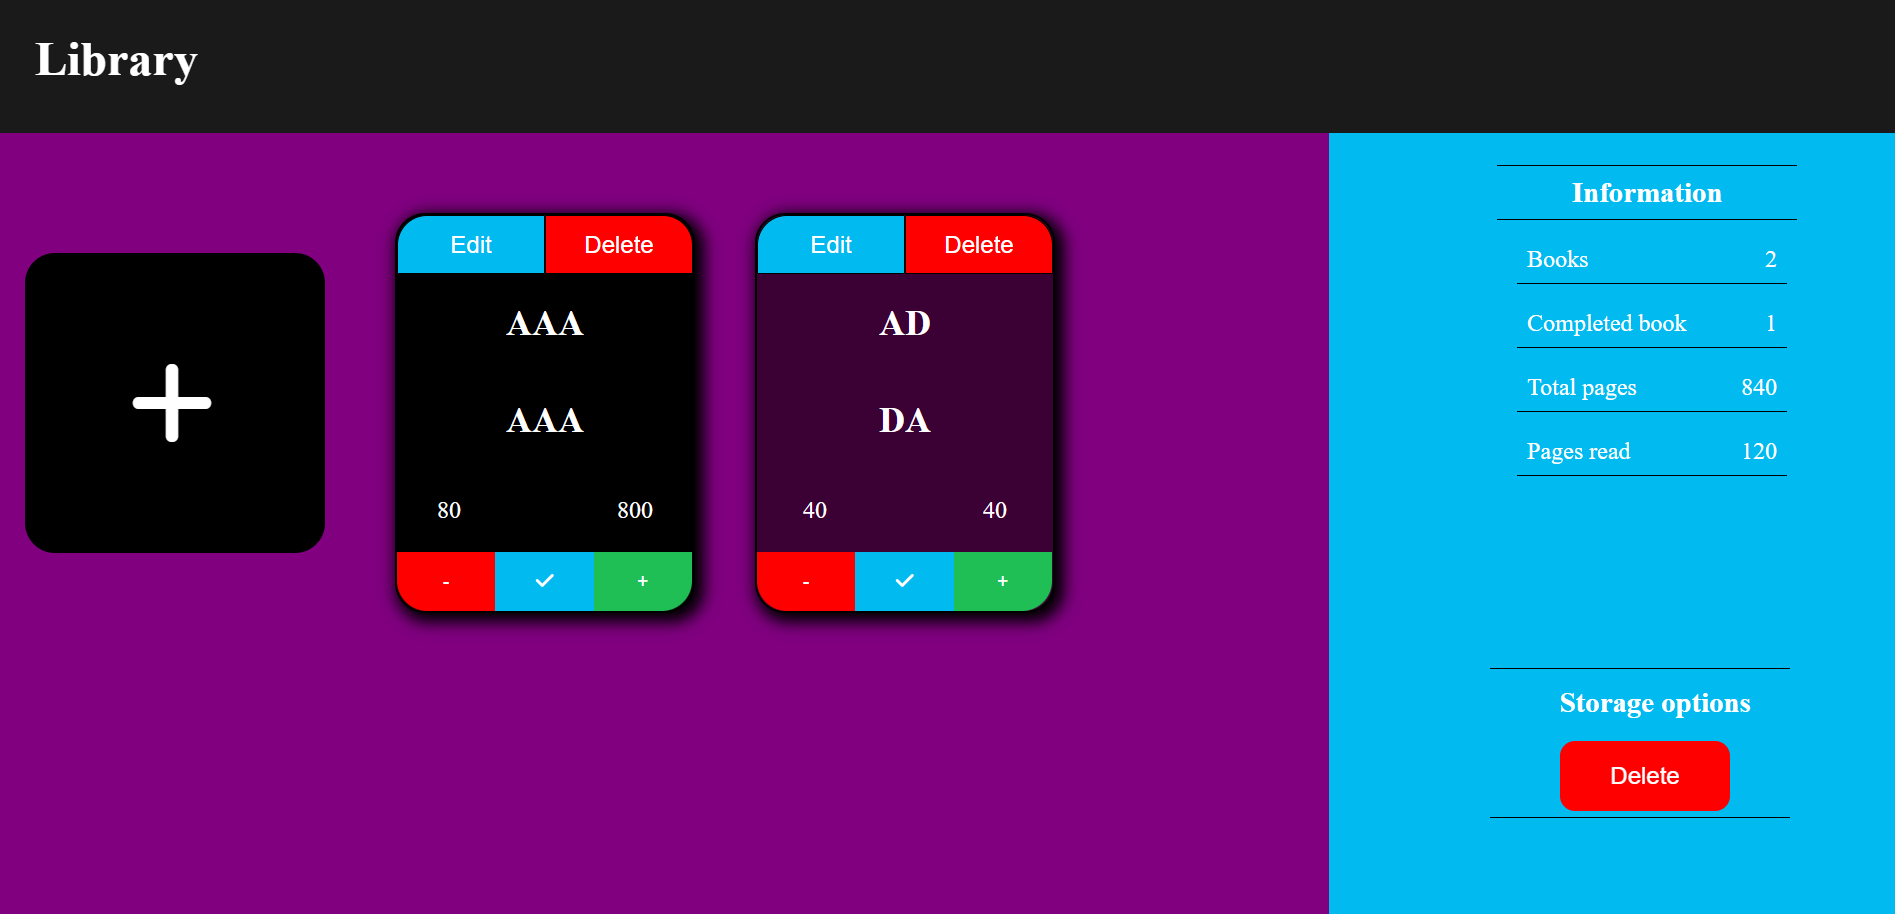 Library
Edit Delete
AAA
AAA
80 800
- +
Edit Delete
AD
DA
40 40
- +
Information
Books 2
Completed book 1
Total pages 840
Pages read 120
Storage options
Delete